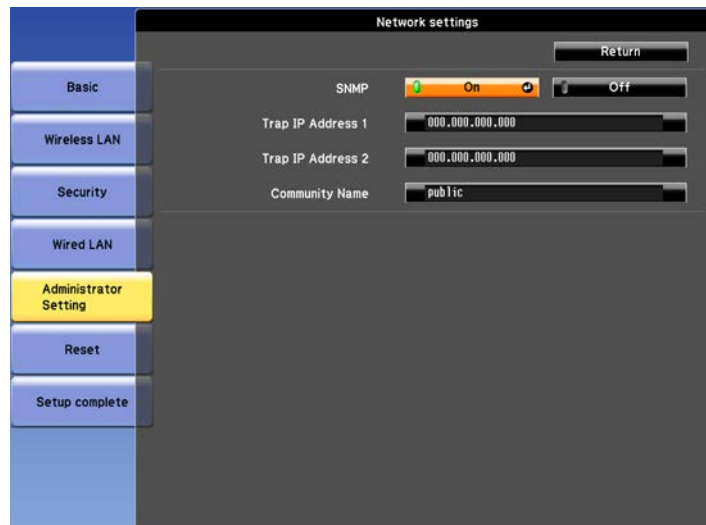 Network settings
Return
Basic
Wireless LAN
Security
Wired LAN
Administrator
Setting
Reset
Setup complete
SNMP On Off
Trap IP Address 1 000.000.000.000
Trap IP Address 2 000.000.000.000
Community Name public